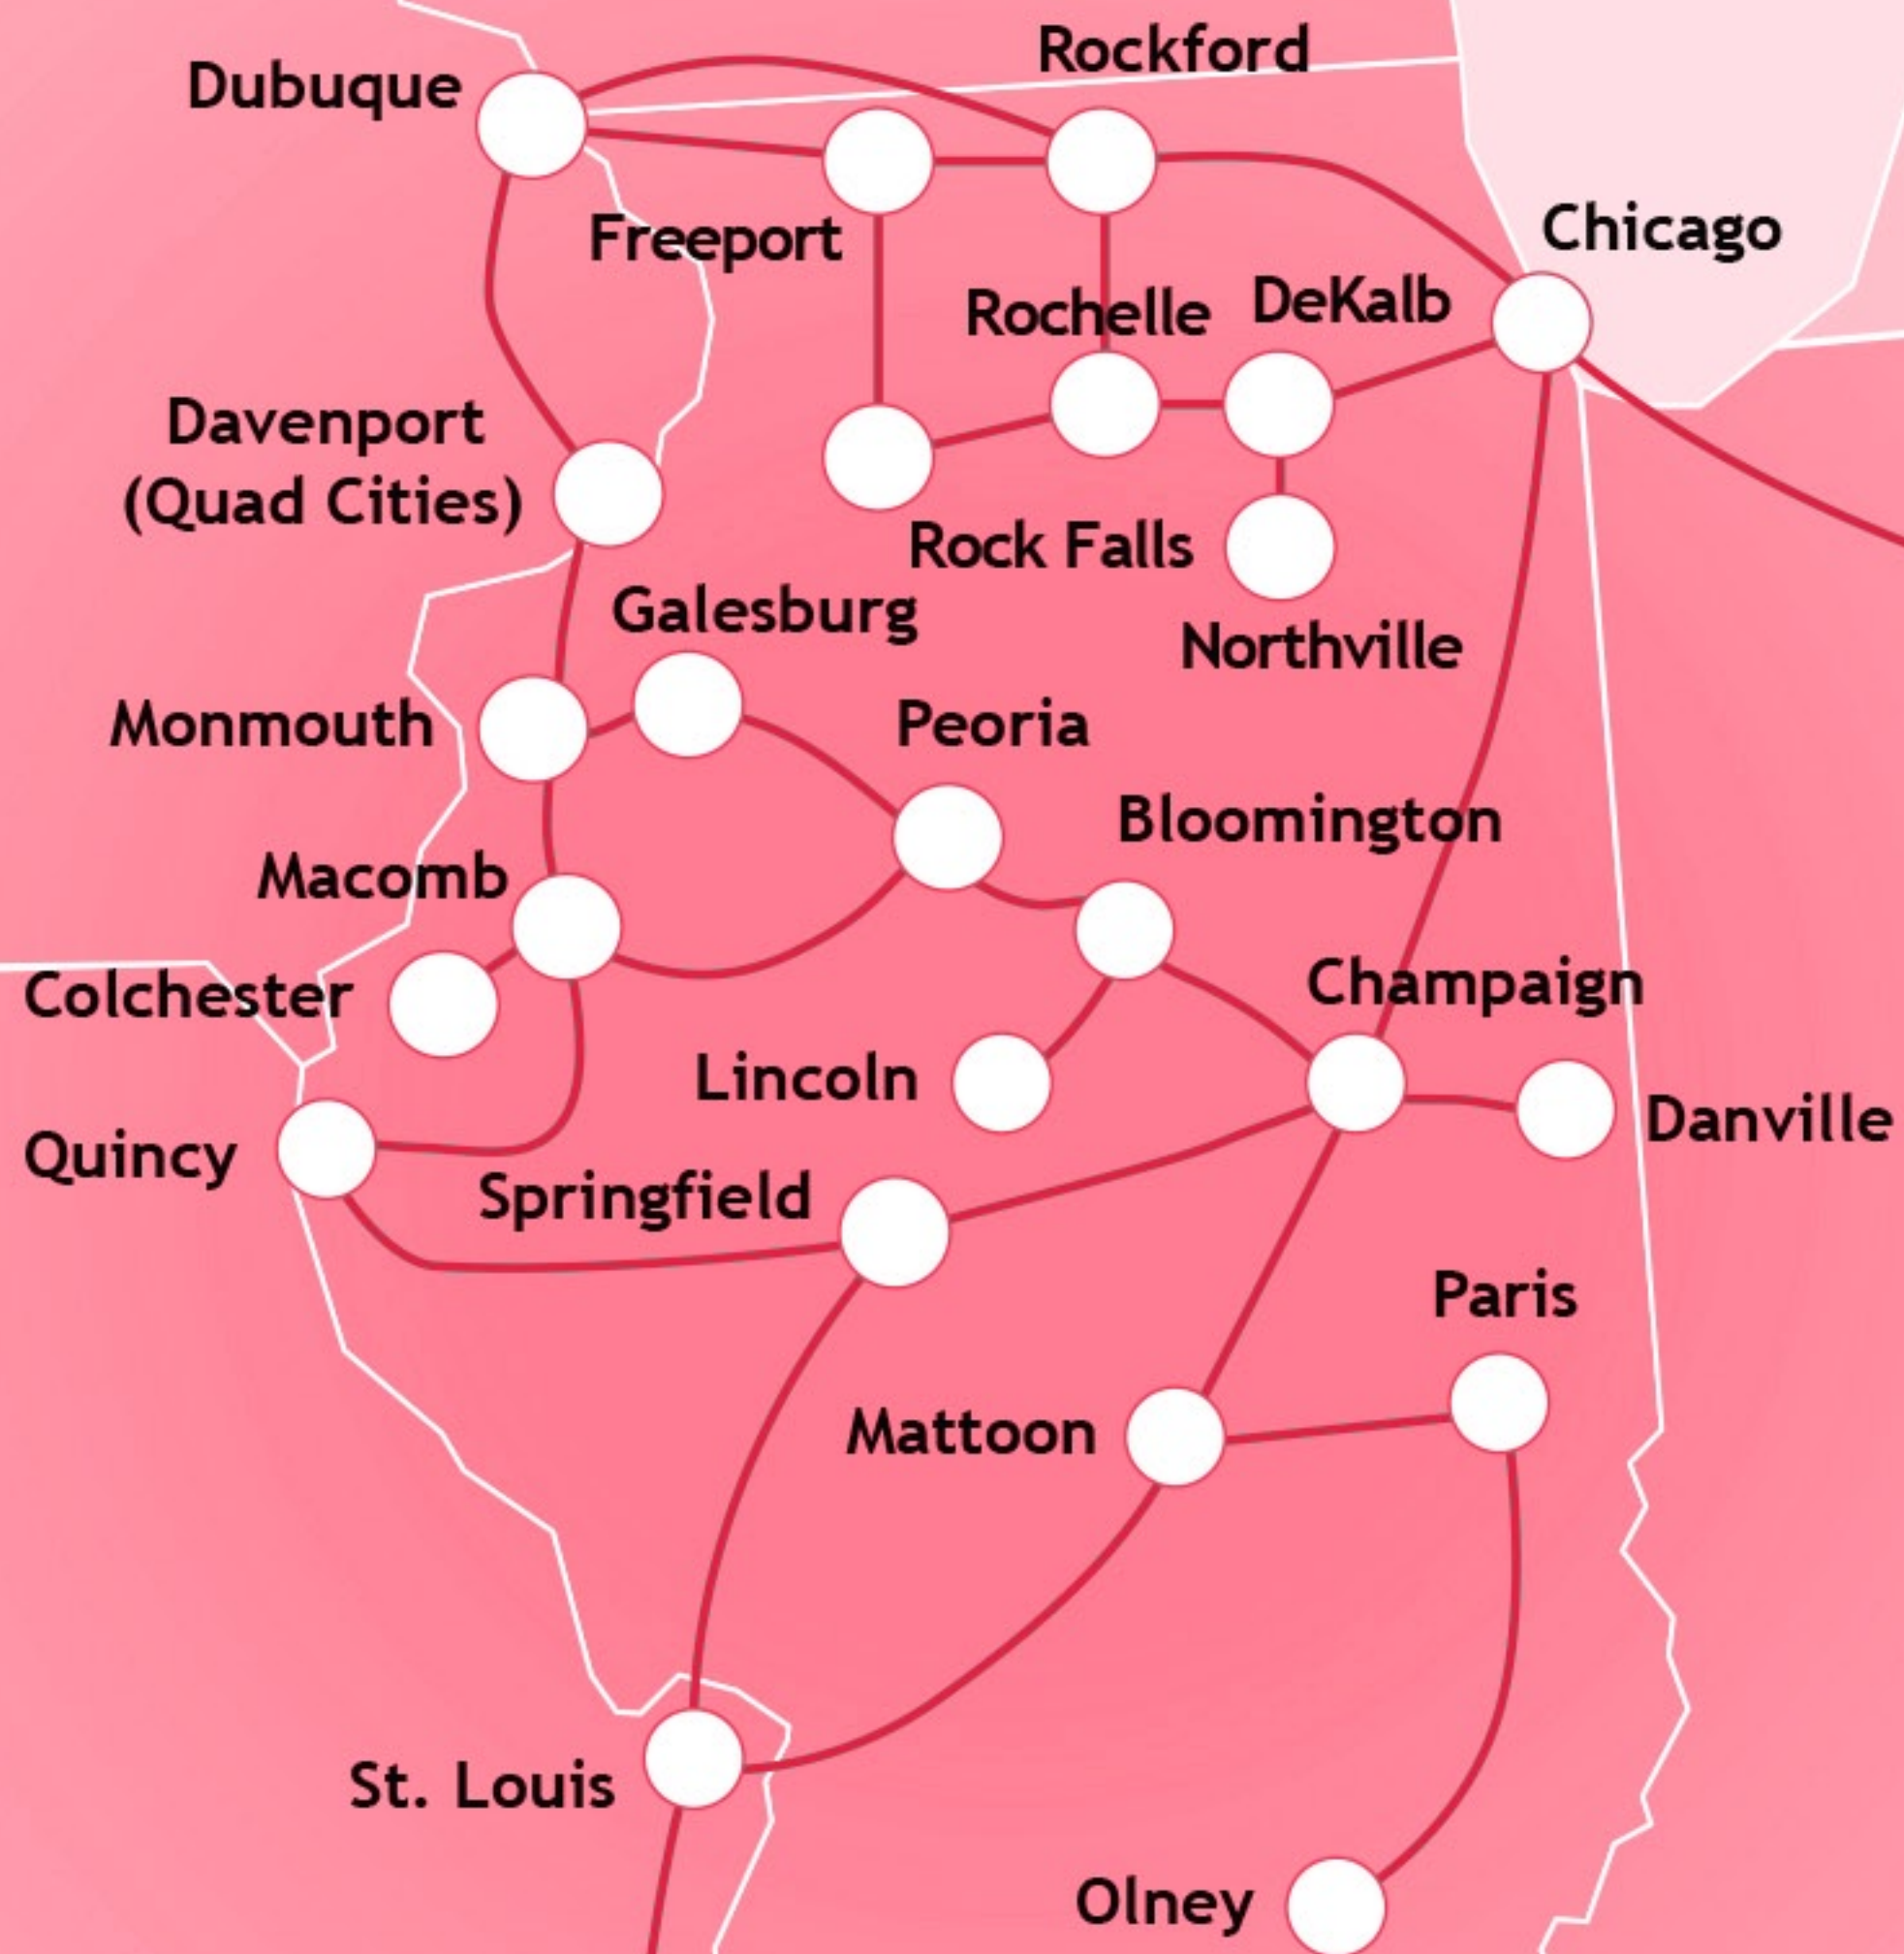 Rockford
Dubuque
Chicago
Freeport
Rochelle
DeKalb
Davenport
(Quad Cities)
Rock Falls
Galesburg
Northville
Monmouth
Peoria
Bloomington
Macomb
Colchester
Champaign
Lincoln
Danville
Quincy
Springfield
Paris
Mattoon
St. Louis
Olney